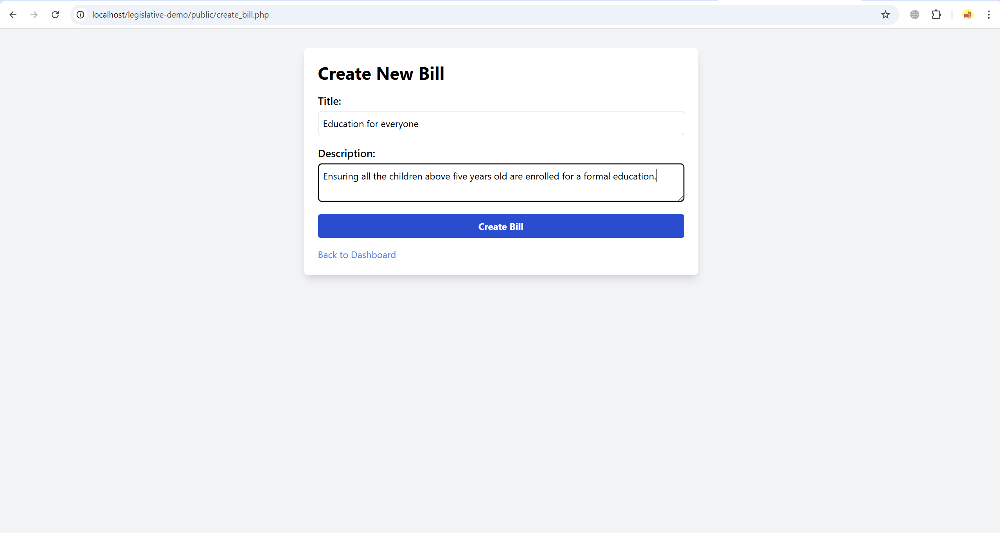 localhost/legislative-demo/public/create_bill.php
Create New Bill
Title:
Education for everyone
Description:
Ensuring all the children above five years old are enrolled for a formal education.
Create Bill
Back to Dashboard